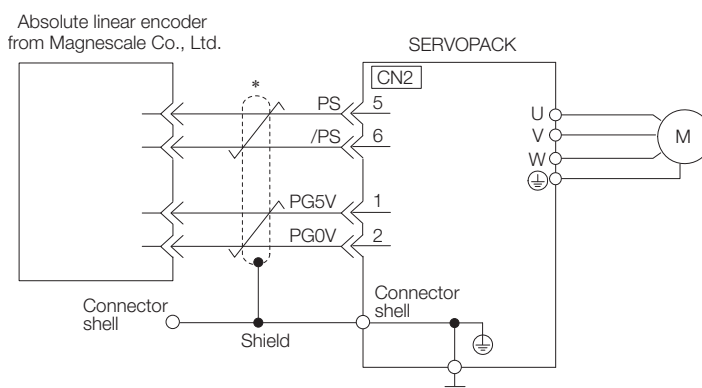 Absolute linear encoder
from Magnescale Co., Ltd.
SERVOPACK
*
CN2
PS 5
/PS 6
PG5V 1
PG0V 2
U
V
W
M
Connector
shell
Connector
shell
Shield